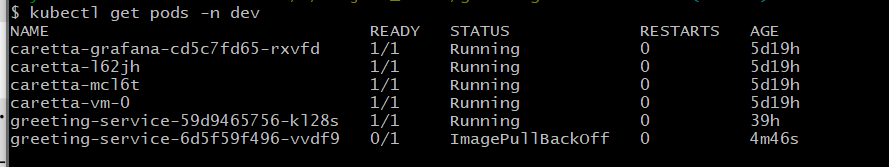 $ kubectl get pods -n dev
NAME READY STATUS RESTARTS AGE
caretta-grafana-cd5c7fd65-rxvfd 1/1 Running 0 5d19h
caretta-l62jh 1/1 Running 0 5d19h
caretta-mcl6t 1/1 Running 0 5d19h
caretta-vm-0 1/1 Running 0 5d19h
greeting-service-59d9465756-kl28s 1/1 Running 0 39h
greeting-service-6d5f59f496-vvdf9 0/1 ImagePullBackOff 0 4m46s